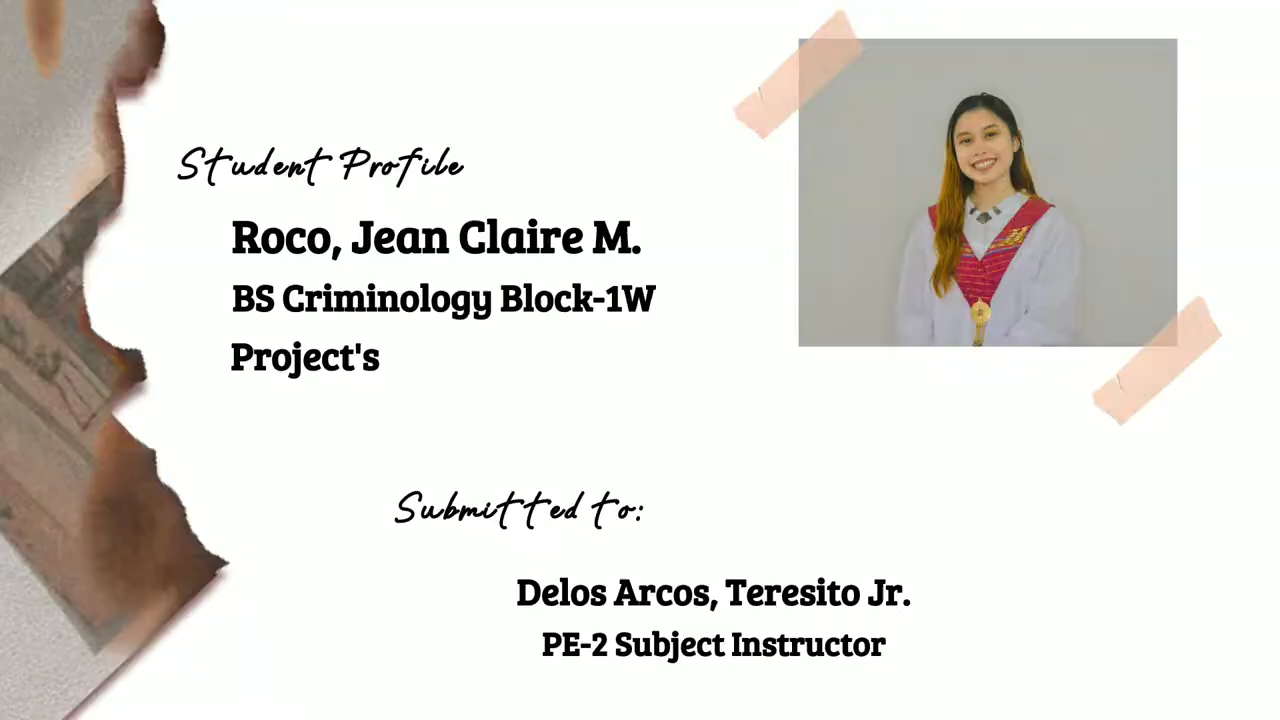 Student Profile
Roco, Jean Claire M.
BS Criminology Block-1W
Project's
Submitted to:
Delos Arcos, Teresito Jr.
PE-2 Subject Instructor